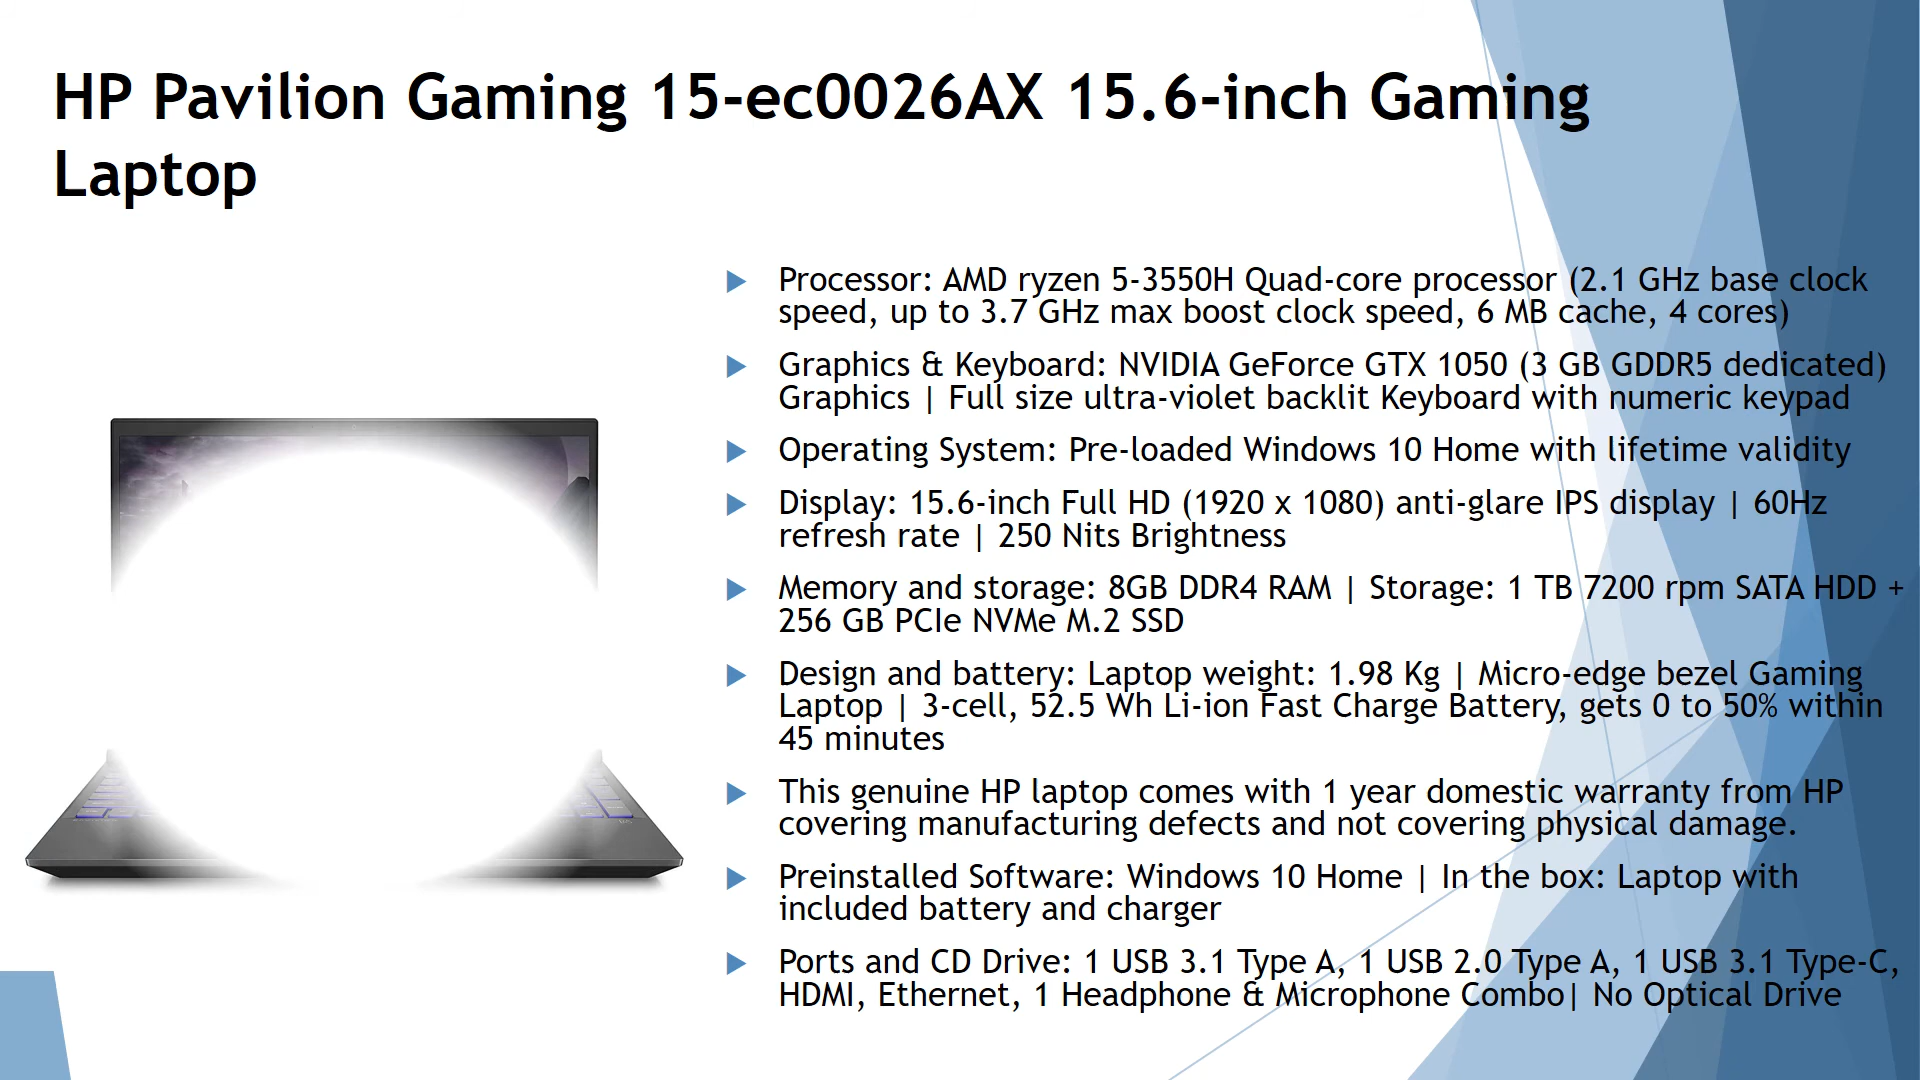 HP Pavilion Gaming 15-ec0026AX 15.6-inch Gaming
Laptop
Processor: AMD ryzen 5-3550H Quad-core processor (2.1 GHz base clock
speed, up to 3.7 GHz max boost clock speed, 6 MB cache, 4 cores)
Graphics & Keyboard: NVIDIA GeForce GTX 1050 (3 GB GDDR5 dedicated)
Graphics | Full size ultra-violet backlit Keyboard with numeric keypad
Operating System: Pre-loaded Windows 10 Home with lifetime validity
Display: 15.6-inch Full HD (1920 x 1080) anti-glare IPS display | 60Hz
refresh rate | 250 Nits Brightness
Memory and storage: 8GB DDR4 RAM | Storage: 1 TB 7200 rpm SATA HDD +
256 GB PCIe NVMe M.2 SSD
Design and battery: Laptop weight: 1.98 Kg | Micro-edge bezel Gaming
Laptop | 3-cell, 52.5 Wh Li-ion Fast Charge Battery, gets 0 to 50% within
45 minutes
This genuine HP laptop comes with 1 year domestic warranty from HP
covering manufacturing defects and not covering physical damage.
Preinstalled Software: Windows 10 Home | In the box: Laptop with
included battery and charger
Ports and CD Drive: 1 USB 3.1 Type A, 1 USB 2.0 Type A, 1 USB 3.1 Type-C,
HDMI, Ethernet, 1 Headphone & Microphone Combo| No Optical Drive